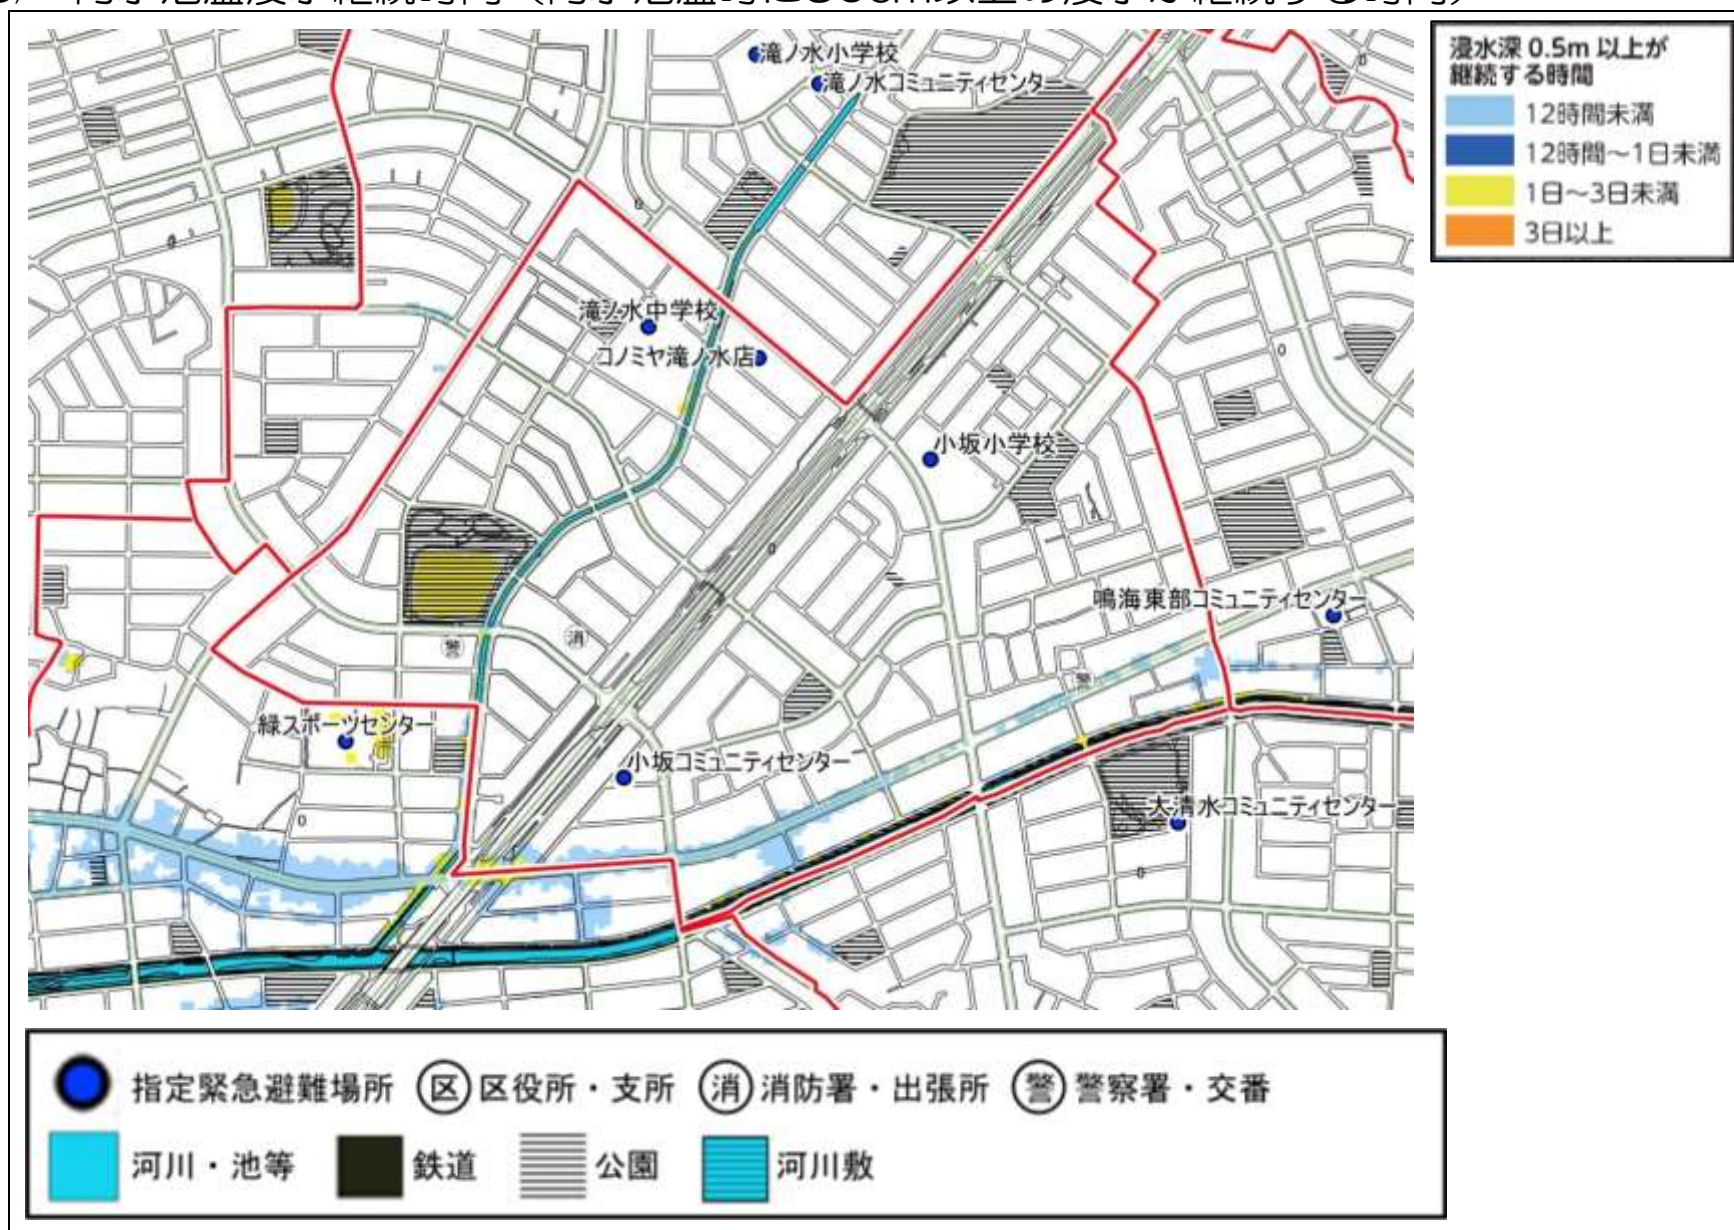 浸水深 0.5m 以上が
継続する時間
12時間未満
12時間～1日未満
1日～3日未満
3日以上
滝ノ水小学校
滝ノ水コミュニティセンター
滝ノ水中学校
コノミヤ滝ノ水店
小坂小学校
鳴海東部コミュニティセンター
消
警
警
緑スポーツセンター
小坂コミュニティセンター
大清水コミュニティセンター
指定緊急避難場所 区 区役所・支所 消 消防署・出張所 警 警察署・交番
河川・池等 鉄道 公園 河川敷